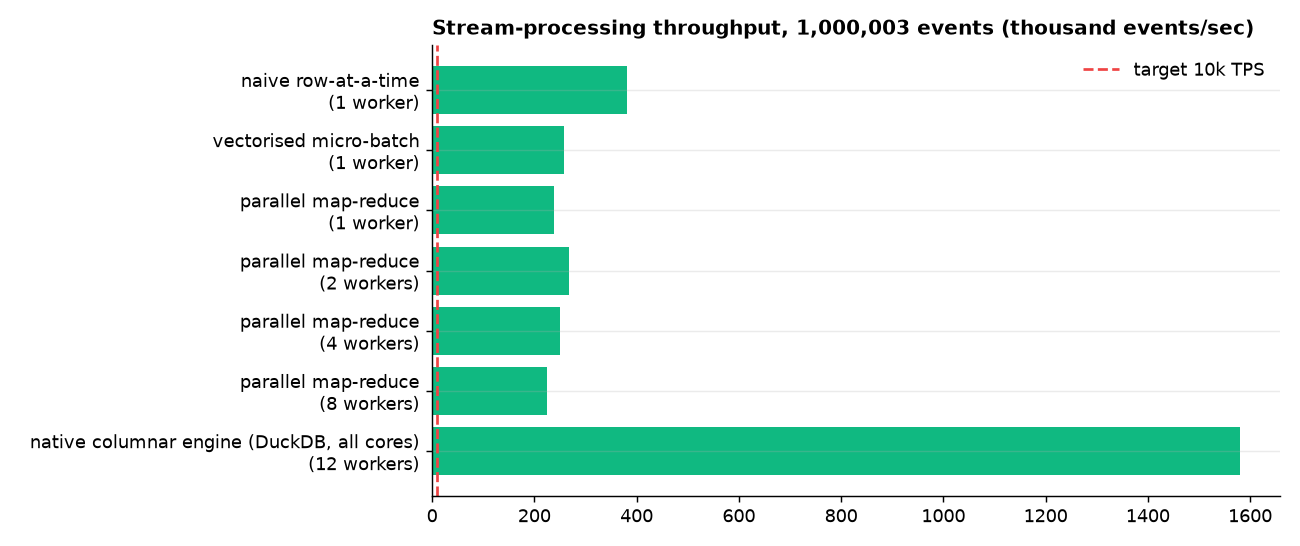 Stream-processing throughput, 1,000,003 events (thousand events/sec)
target 10k TPS
naive row-at-a-time
(1 worker)
vectorised micro-batch
(1 worker)
parallel map-reduce
(1 worker)
parallel map-reduce
(2 workers)
parallel map-reduce
(4 workers)
parallel map-reduce
(8 workers)
native columnar engine (DuckDB, all cores)
(12 workers)
0 200 400 600 800 1000 1200 1400 1600